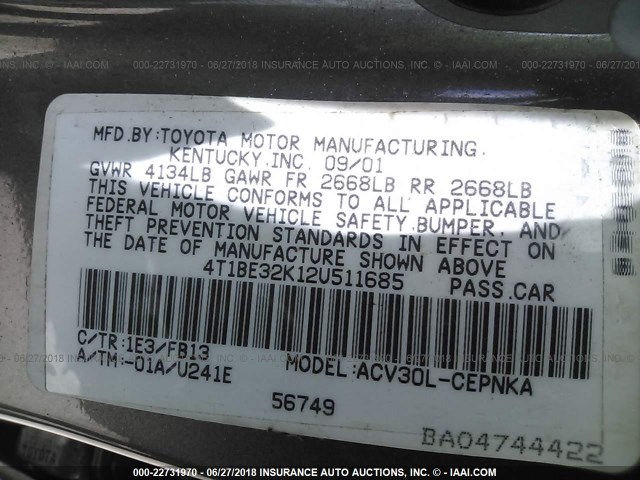 000-22731970 - 06/27/2018 - INSURANCE AUTO AUCTIONS, INC. - IAAI.COM
MFD.BY:TOYOTA MOTOR MANUFACTURING
KENTUCKY,INC. 09/01
GVWR 4134LB GAWR FR 2668LB RR 2668LB
THIS VEHICLE CONFORMS TO ALL APPLICABLE
FEDERAL MOTOR VEHICLE SAFETY,BUMPER, AND
THEFT PREVENTION STANDARDS IN EFFECT ON
THE DATE OF MANUFACTURE SHOWN ABOVE
4T1BE32K12U511685 PASS.CAR
C/TR:1E3/FB13
A/TM:-01A/U241E MODEL:ACV30L-CEPNKA
56749
BA04744422
TOYOTA
000-22731970 - 06/27/2018 - INSURANCE AUTO AUCTIONS, INC. - IAAI.COM